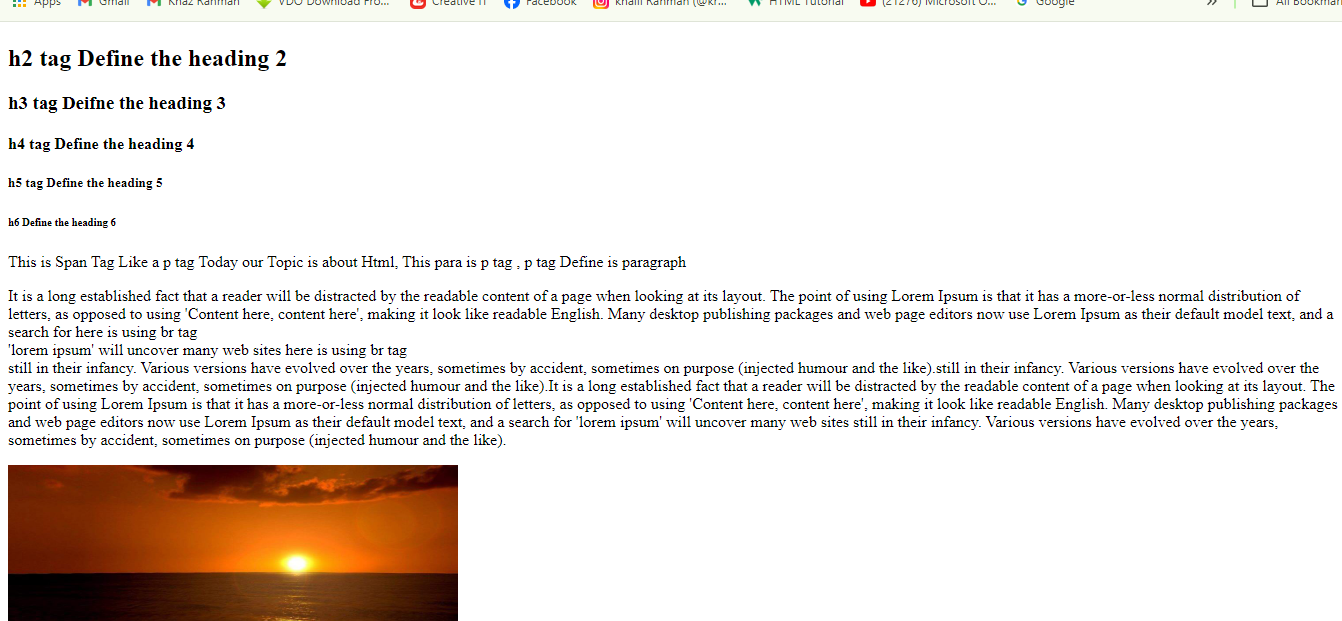 Apps Gmail Khaz Rahman VDO Download Pro... Creative IT Facebook khalil Rahman (@kr... HTML Tutorial (21276) Microsoft O... Google » All Bookmar
h2 tag Define the heading 2
h3 tag Deifne the heading 3
h4 tag Define the heading 4
h5 tag Define the heading 5
h6 Define the heading 6
This is Span Tag Like a p tag Today our Topic is about Html, This para is p tag , p tag Define is paragraph
It is a long established fact that a reader will be distracted by the readable content of a page when looking at its layout. The point of using Lorem Ipsum is that it has a more-or-less normal distribution of
letters, as opposed to using 'Content here, content here', making it look like readable English. Many desktop publishing packages and web page editors now use Lorem Ipsum as their default model text, and a
search for here is using br tag
'lorem ipsum' will uncover many web sites here is using br tag
still in their infancy. Various versions have evolved over the years, sometimes by accident, sometimes on purpose (injected humour and the like).still in their infancy. Various versions have evolved over the
years, sometimes by accident, sometimes on purpose (injected humour and the like).It is a long established fact that a reader will be distracted by the readable content of a page when looking at its layout. The
point of using Lorem Ipsum is that it has a more-or-less normal distribution of letters, as opposed to using 'Content here, content here', making it look like readable English. Many desktop publishing packages
and web page editors now use Lorem Ipsum as their default model text, and a search for 'lorem ipsum' will uncover many web sites still in their infancy. Various versions have evolved over the years,
sometimes by accident, sometimes on purpose (injected humour and the like).